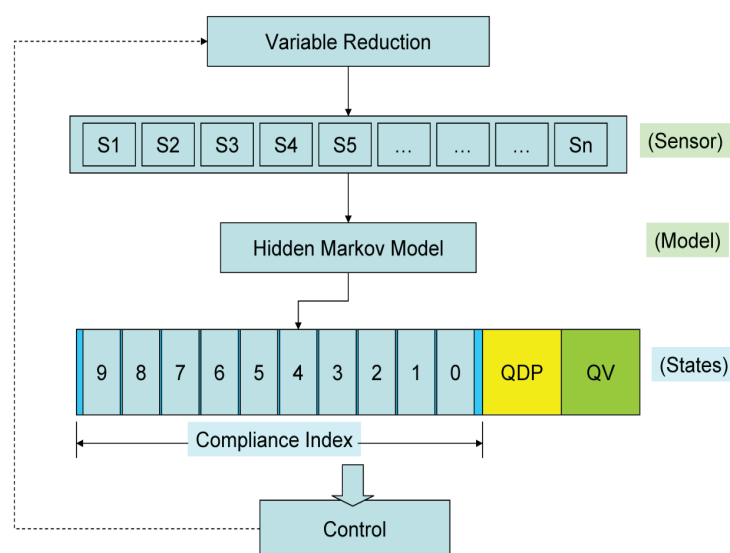 Variable Reduction
S1 S2 S3 S4 S5 ... ... ... Sn (Sensor)
Hidden Markov Model (Model)
9 8 7 6 5 4 3 2 1 0 QDP QV (States)
Compliance Index
Control